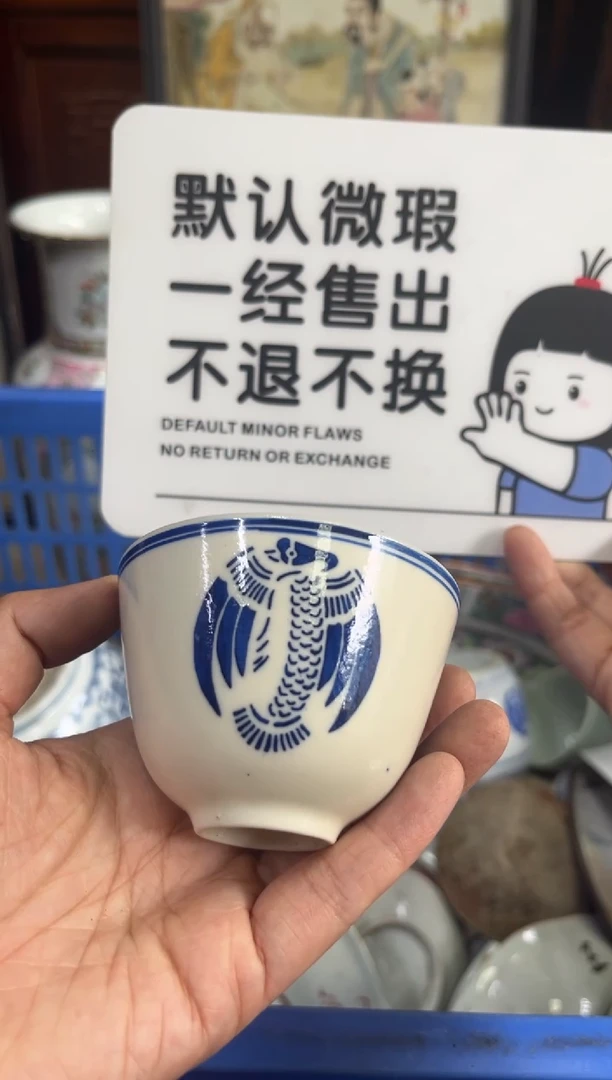 默认微瑕
一经售出
不退不换
DEFAULT MINOR FLAWS
NO RETURN OR EXCHANGE